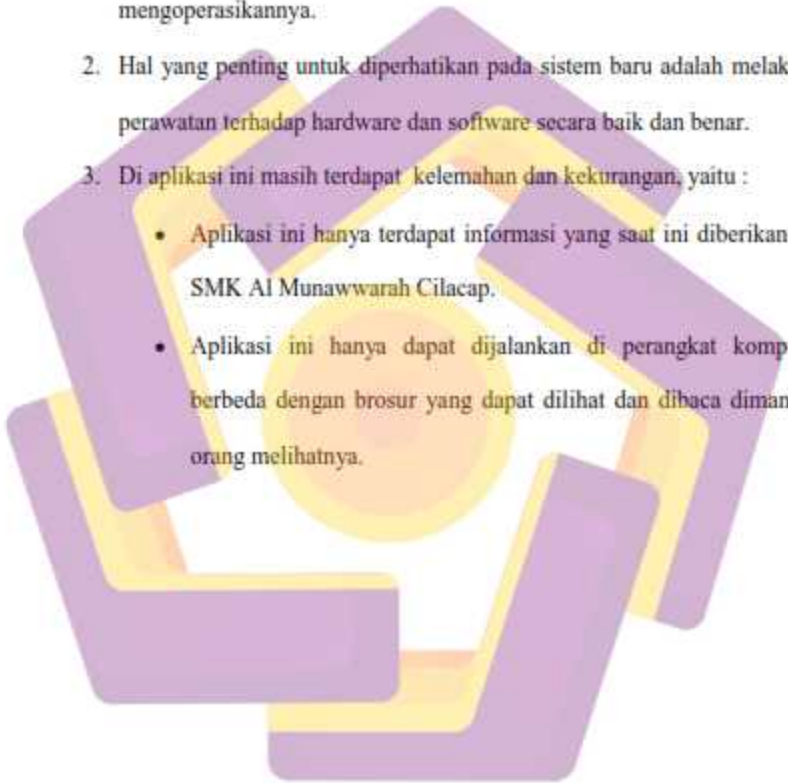 mengoperasikannya.
2. Hal yang penting untuk diperhatikan pada sistem baru adalah melak
perawatan terhadap hardware dan software secara baik dan benar.
3. Di aplikasi ini masih terdapat kelemahan dan kekurangan, yaitu :
• Aplikasi ini hanya terdapat informasi yang saat ini diberikan
SMK Al Munawwarah Cilacap.
• Aplikasi ini hanya dapat dijalankan di perangkat komp
berbeda dengan brosur yang dapat dilihat dan dibaca diman
orang melihatnya.